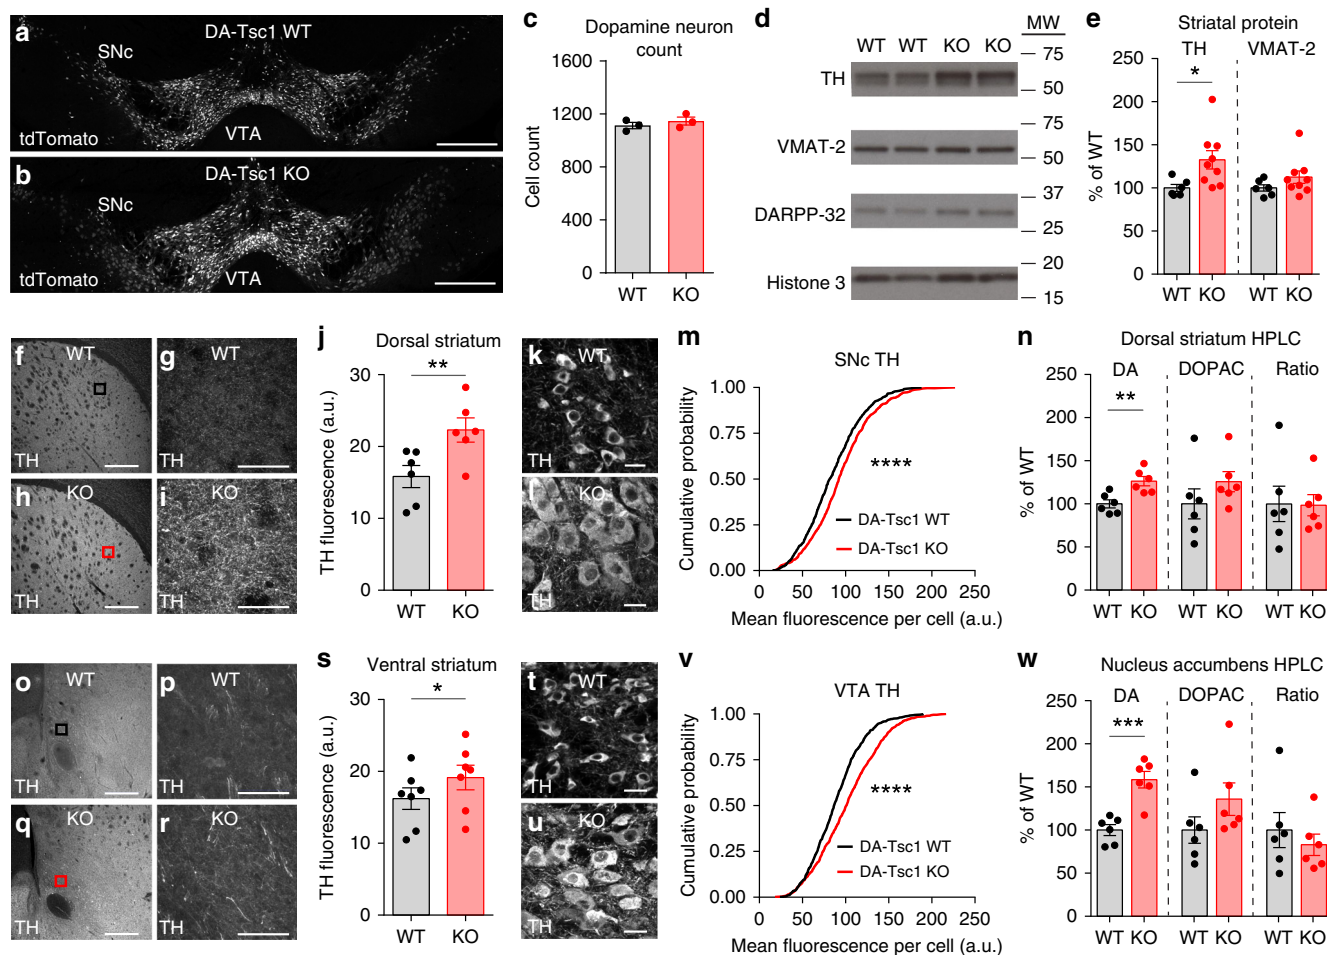 a
DA-Tsc1 WT
SNc
VTA
tdTomato
b
DA-Tsc1 KO
SNc
VTA
tdTomato
c
Dopamine neuron
count
1600
1200
800
400
0
Cell count
WT KO
d
WT WT KO KO
MW
TH
75
50
VMAT-2
75
50
DARPP-32
37
25
Histone 3
20
15
e
Striatal protein
TH VMAT-2
*
250
200
150
100
50
0
% of WT
WT KO WT KO
f
WT
TH
g
WT
h
KO
TH
i
KO
j
Dorsal striatum
**
30
20
10
0
TH fluorescence (a.u.)
WT KO
k
WT
TH
l
KO
TH
m
SNc TH
1.00
0.75
0.50
0.25
0.00
Cumulative probability
****
DA-Tsc1 WT
DA-Tsc1 KO
0 50 100 150 200 250
Mean fluorescence per cell (a.u.)
n
Dorsal striatum HPLC
DA DOPAC Ratio
**
250
200
150
100
50
0
% of WT
WT KO WT KO WT KO
o
WT
TH
p
WT
TH
q
KO
TH
r
KO
TH
s
Ventral striatum
*
30
20
10
0
TH fluorescence (a.u.)
WT KO
t
WT
TH
u
KO
TH
v
VTA TH
1.00
0.75
0.50
0.25
0.00
Cumulative probability
****
DA-Tsc1 WT
DA-Tsc1 KO
0 50 100 150 200 250
Mean fluorescence per cell (a.u.)
w
Nucleus accumbens HPLC
DA DOPAC Ratio
***
250
200
150
100
50
0
% of WT
WT KO WT KO WT KO